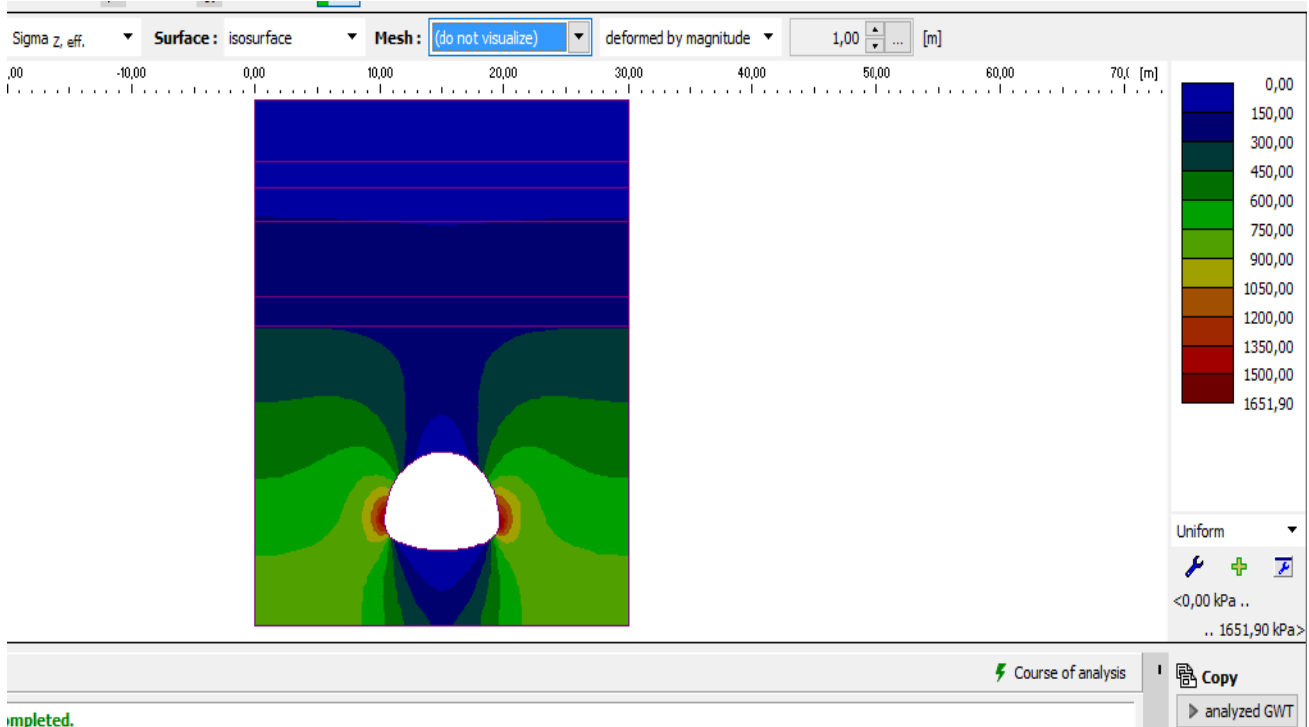 Sigma z, eff. Surface : isosurface Mesh : (do not visualize) deformed by magnitude 1,00 ... [m]
,00 -10,00 0,00 10,00 20,00 30,00 40,00 50,00 60,00 70,( [m]
0,00
150,00
300,00
450,00
600,00
750,00
900,00
1050,00
1200,00
1350,00
1500,00
1651,90
Uniform
<0,00 kPa ..
.. 1651,90 kPa>
Course of analysis
Copy
analyzed GWT
ompleted.